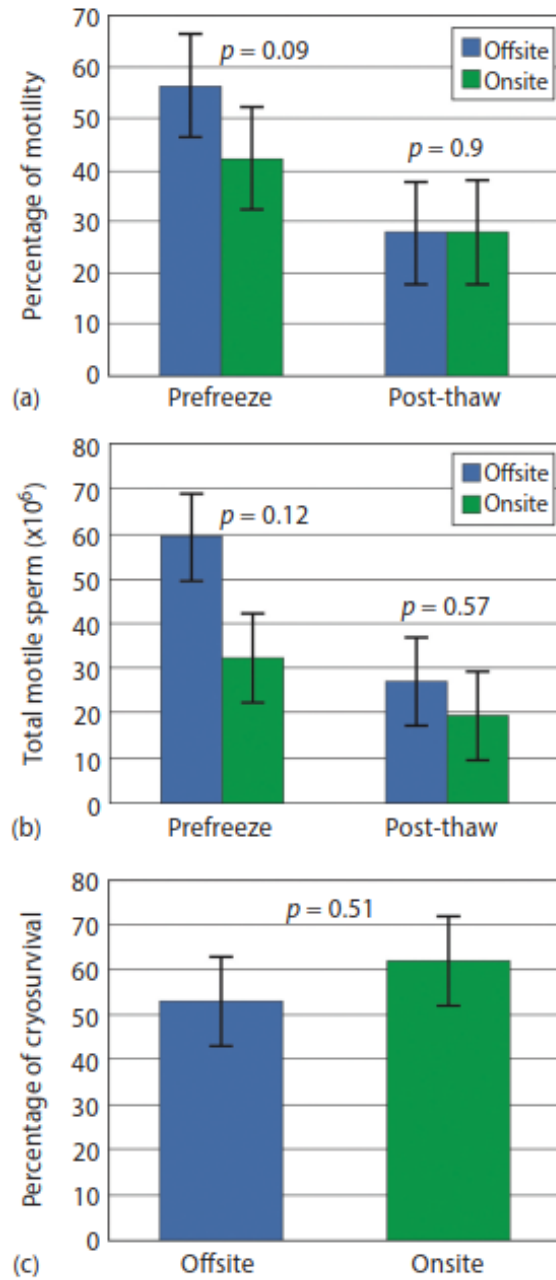 70
60
50
40
30
20
10
0
Percentage of motility
p = 0.09
p = 0.9
Offsite
Onsite
Prefreeze
Post-thaw
(a)
80
70
60
50
40
30
20
10
0
Total motile sperm (x10⁶)
p = 0.12
p = 0.57
Offsite
Onsite
Prefreeze
Post-thaw
(b)
80
70
60
50
40
30
20
10
0
Percentage of cryosurvival
p = 0.51
Offsite
Onsite
(c)